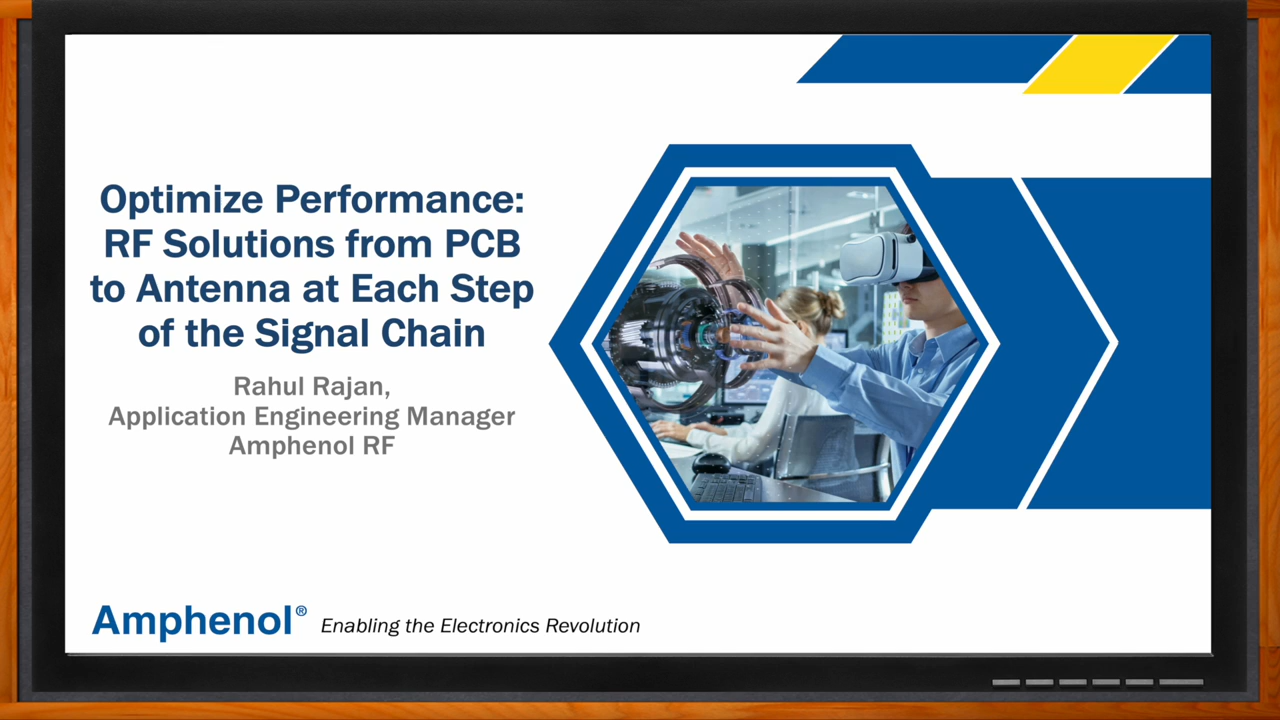 Optimize Performance:
RF Solutions from PCB
to Antenna at Each Step
of the Signal Chain
Rahul Rajan,
Application Engineering Manager
Amphenol RF
Amphenol® Enabling the Electronics Revolution